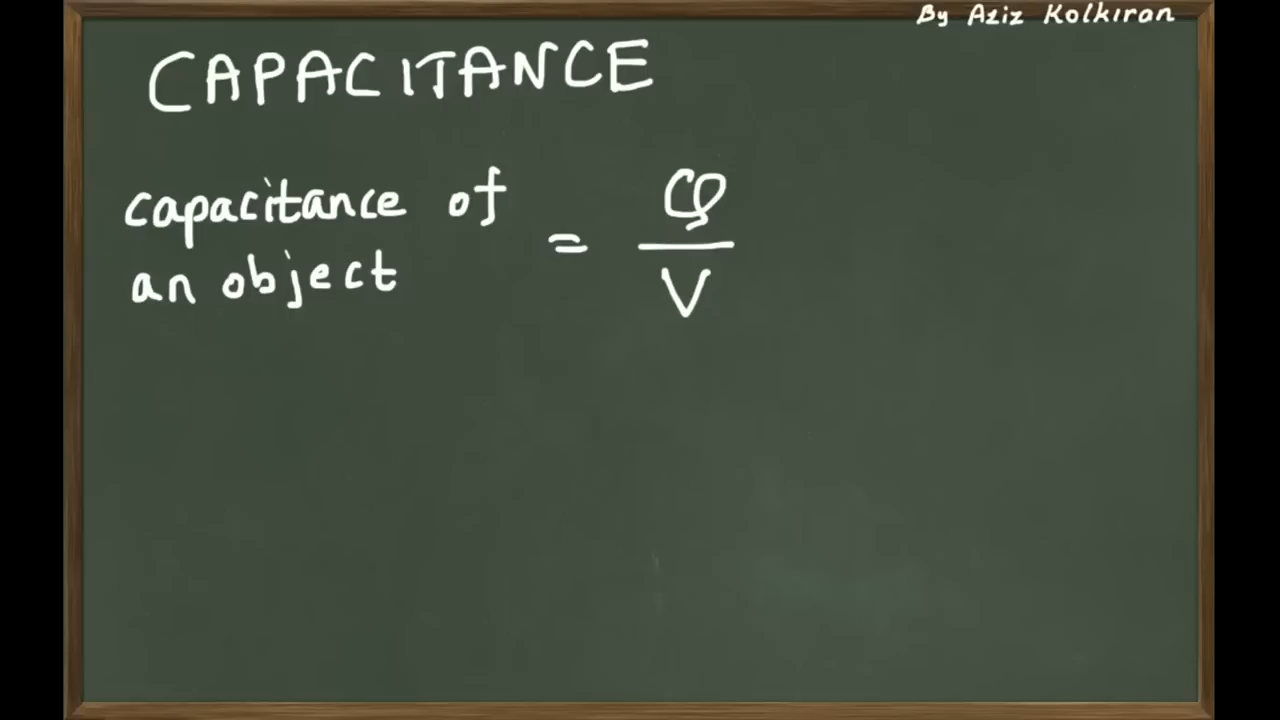 By Aziz Kolkıran
CAPACITANCE
capacitance of
an object
= Q
V